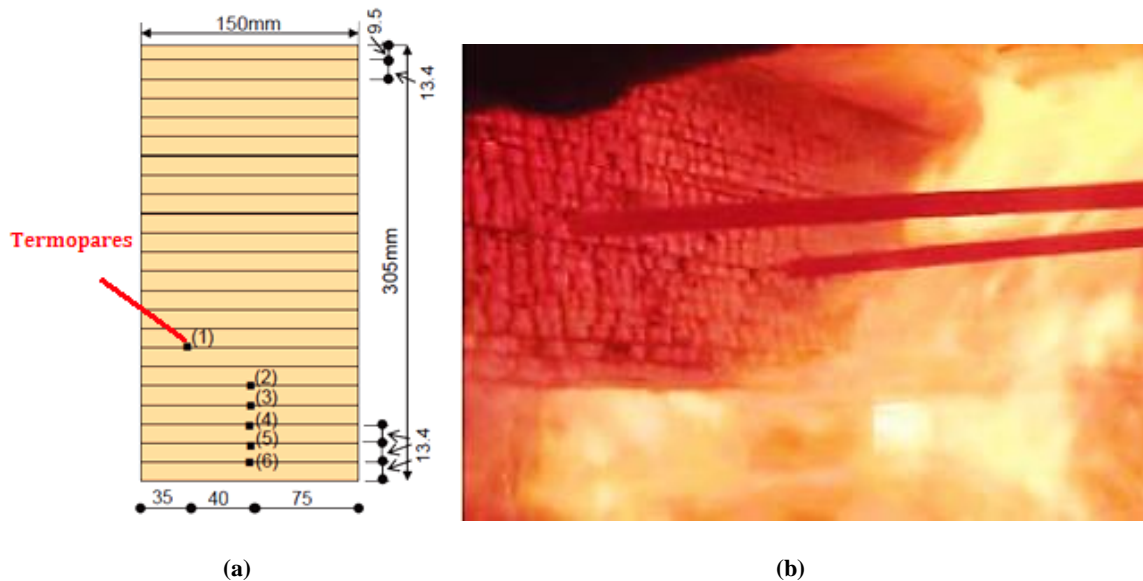 150mm
9.5
13.4
Termopares
305mm
(1)
(2)
(3)
(4)
(5)
(6)
13.4
35 40 75
(a) (b)